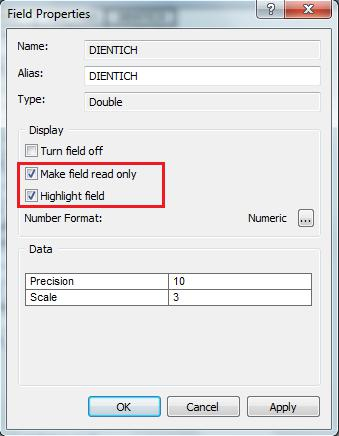 Field Properties
Name: DIENTICH
Alias: DIENTICH
Type: Double
Display
Turn field off
Make field read only
Highlight field
Number Format: Numeric ...
Data
Precision 10
Scale 3
OK Cancel Apply